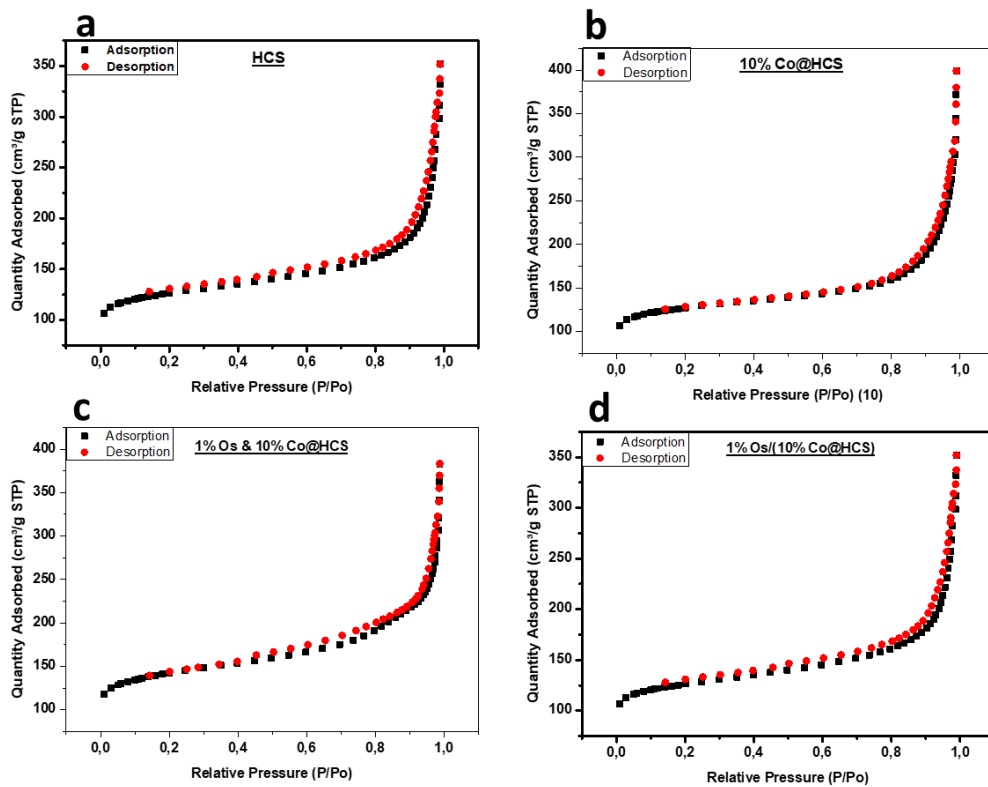 a
Adsorption
Desorption
HCS
Quantity Adsorbed (cm³/g STP)
350
300
250
200
150
100
0,0 0,2 0,4 0,6 0,8 1,0
Relative Pressure (P/Po)
b
Adsorption
Desorption
10% Co@HCS
Quantity Adsorbed (cm³/g STP)
400
350
300
250
200
150
100
0,0 0,2 0,4 0,6 0,8 1,0
Relative Pressure (P/Po) (10)
c
Adsorption
Desorption
1% Os & 10% Co@HCS
Quantity Adsorbed (cm³/g STP)
400
350
300
250
200
150
100
0,0 0,2 0,4 0,6 0,8 1,0
Relative Pressure (P/Po)
d
Adsorption
Desorption
1% Os/(10% Co@HCS)
Quantity Adsorbed (cm³/g STP)
350
300
250
200
150
100
0,0 0,2 0,4 0,6 0,8 1,0
Relative Pressure (P/Po)